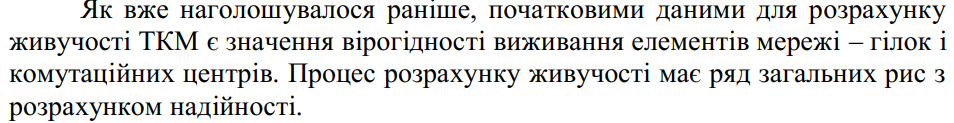 Як вже наголошувалося раніше, початковими даними для розрахунку
живучості ТКМ є значення вірогідності виживання елементів мережі – гілок і
комутаційних центрів. Процес розрахунку живучості має ряд загальних рис з
розрахунком надійності.